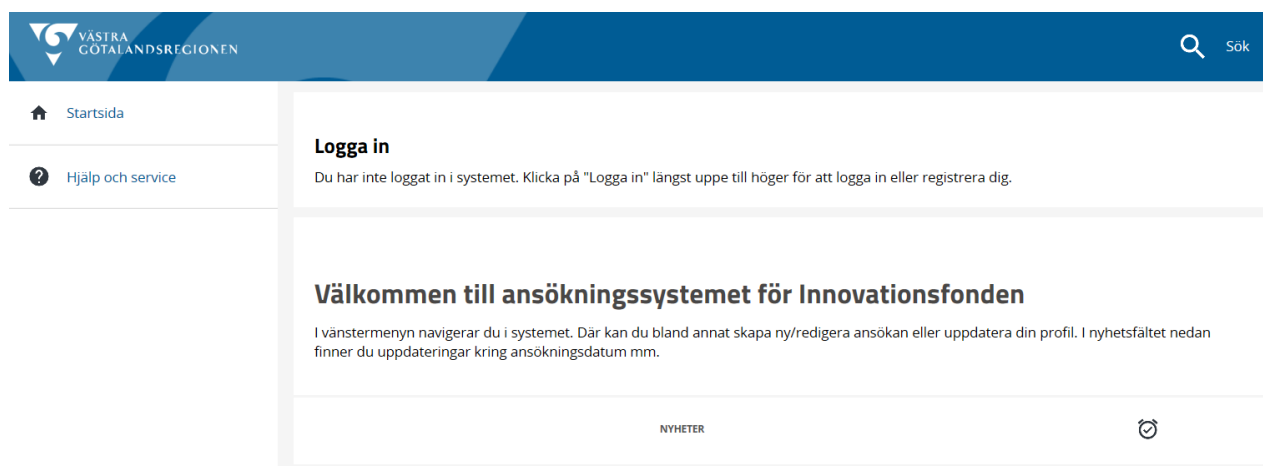 VÄSTRA
GÖTALANDSREGIONEN
Sök
Startsida
Hjälp och service
Logga in
Du har inte loggat in i systemet. Klicka på "Logga in" längst uppe till höger för att logga in eller registrera dig.
Välkommen till ansökningssystemet för Innovationsfonden
I vänstermenyn navigerar du i systemet. Där kan du bland annat skapa ny/redigera ansökan eller uppdatera din profil. I nyhetsfältet nedan
finner du uppdateringar kring ansökningsdatum mm.
NYHETER